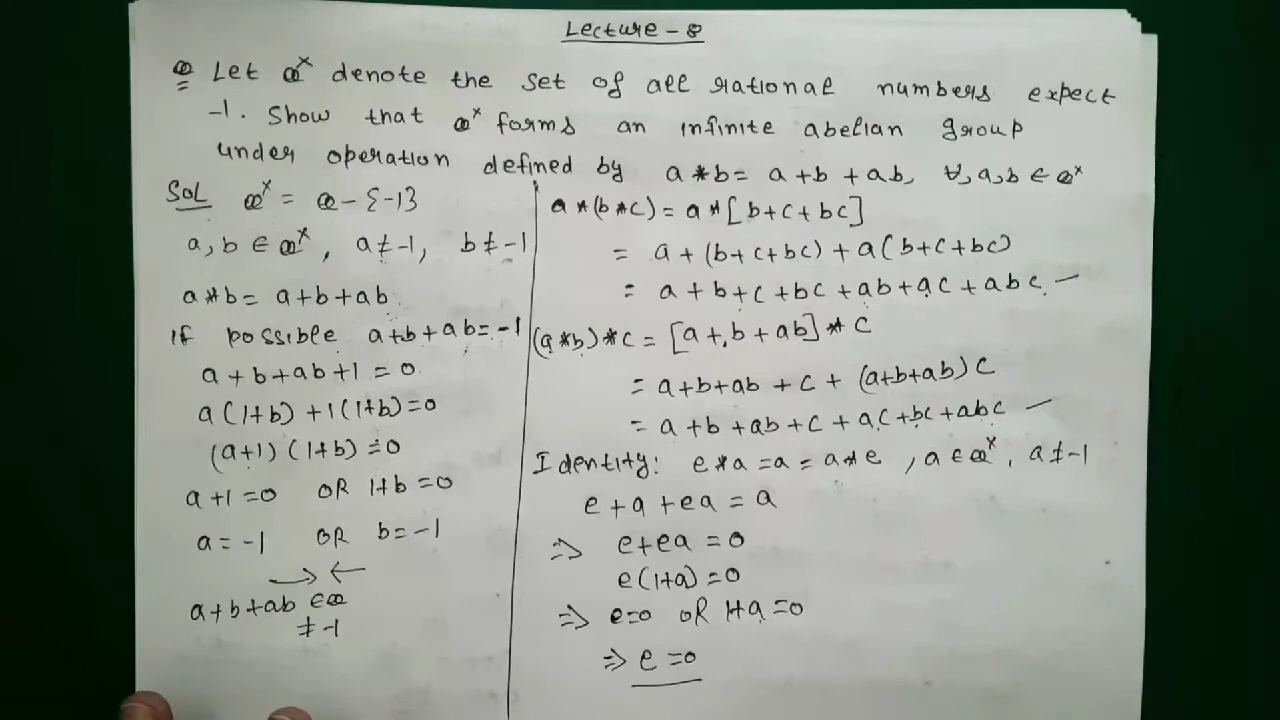 Lecture - 8
Q Let Q^x denote the set of all rational numbers expect
-1. Show that Q^x forms an infinite abelian group
under operation defined by a*b = a+b+ab, ∀, a,b ∈ Q^x
Sol Q^x = Q - {-1}
a, b ∈ Q^x, a ≠ -1, b ≠ -1
a*b = a+b+ab
If possible a+b+ab = -1
a+b+ab+1 = 0
a(1+b)+1(1+b)=0
(a+1)(1+b)=0
a+1=0 OR 1+b=0
a=-1 OR b=-1
→ ←
a+b+ab ∈ Q
≠ -1
a*(b*c) = a*[b+c+bc]
= a+(b+c+bc)+a(b+c+bc)
= a+b+c+bc+ab+ac+abc -
(a*b)*c = [a+b+ab]*c
= a+b+ab+c+(a+b+ab)c
= a+b+ab+c+ac+bc+abc -
Identity: e*a = a = a*e, a ∈ Q^x, a ≠ -1
e+a+ea = a
⇒ e+ea = 0
e(1+a)=0
⇒ e=0 OR 1+a=0
⇒ e=0